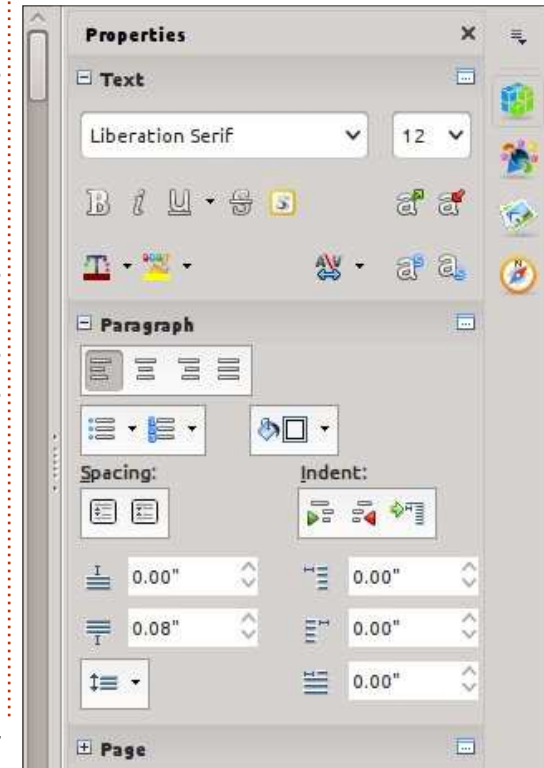 Properties
Text
Liberation Serif 12
Paragraph
Spacing: Indent:
0.00" 0.00"
0.08" 0.00"
0.00"
Page